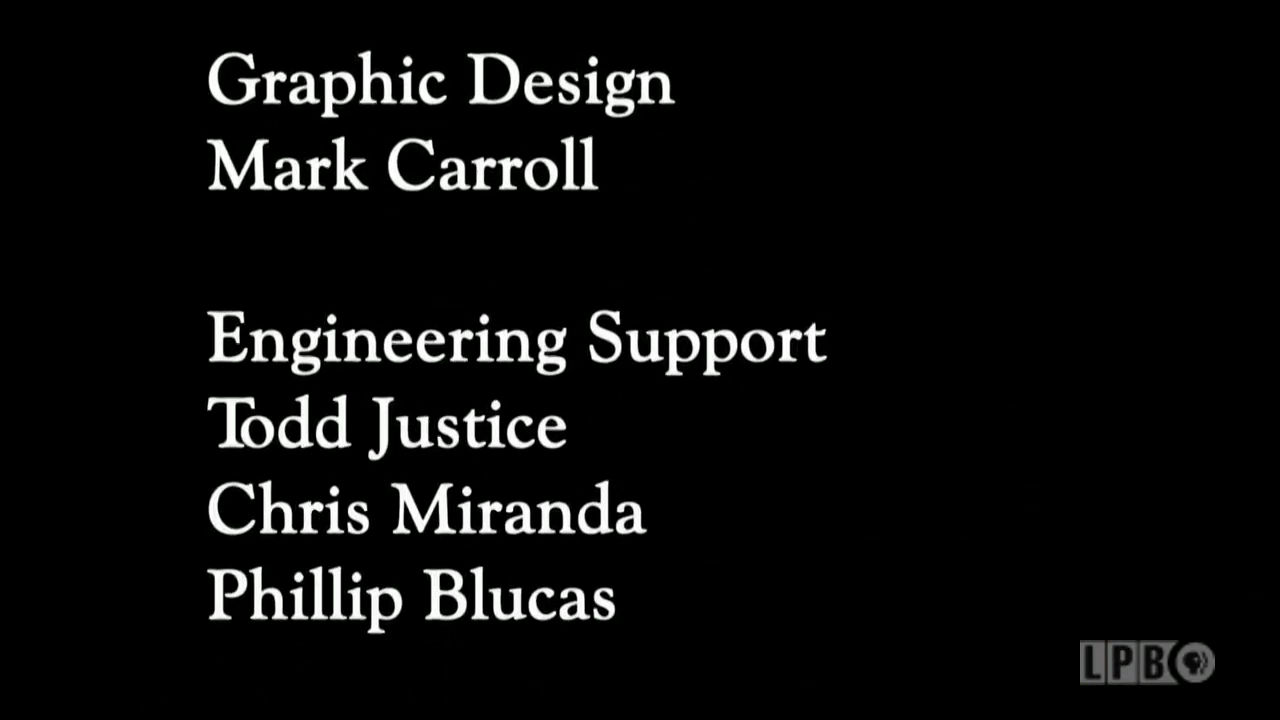 Graphic Design
Mark Carroll
Engineering Support
Todd Justice
Chris Miranda
Phillip Blucas
LPB